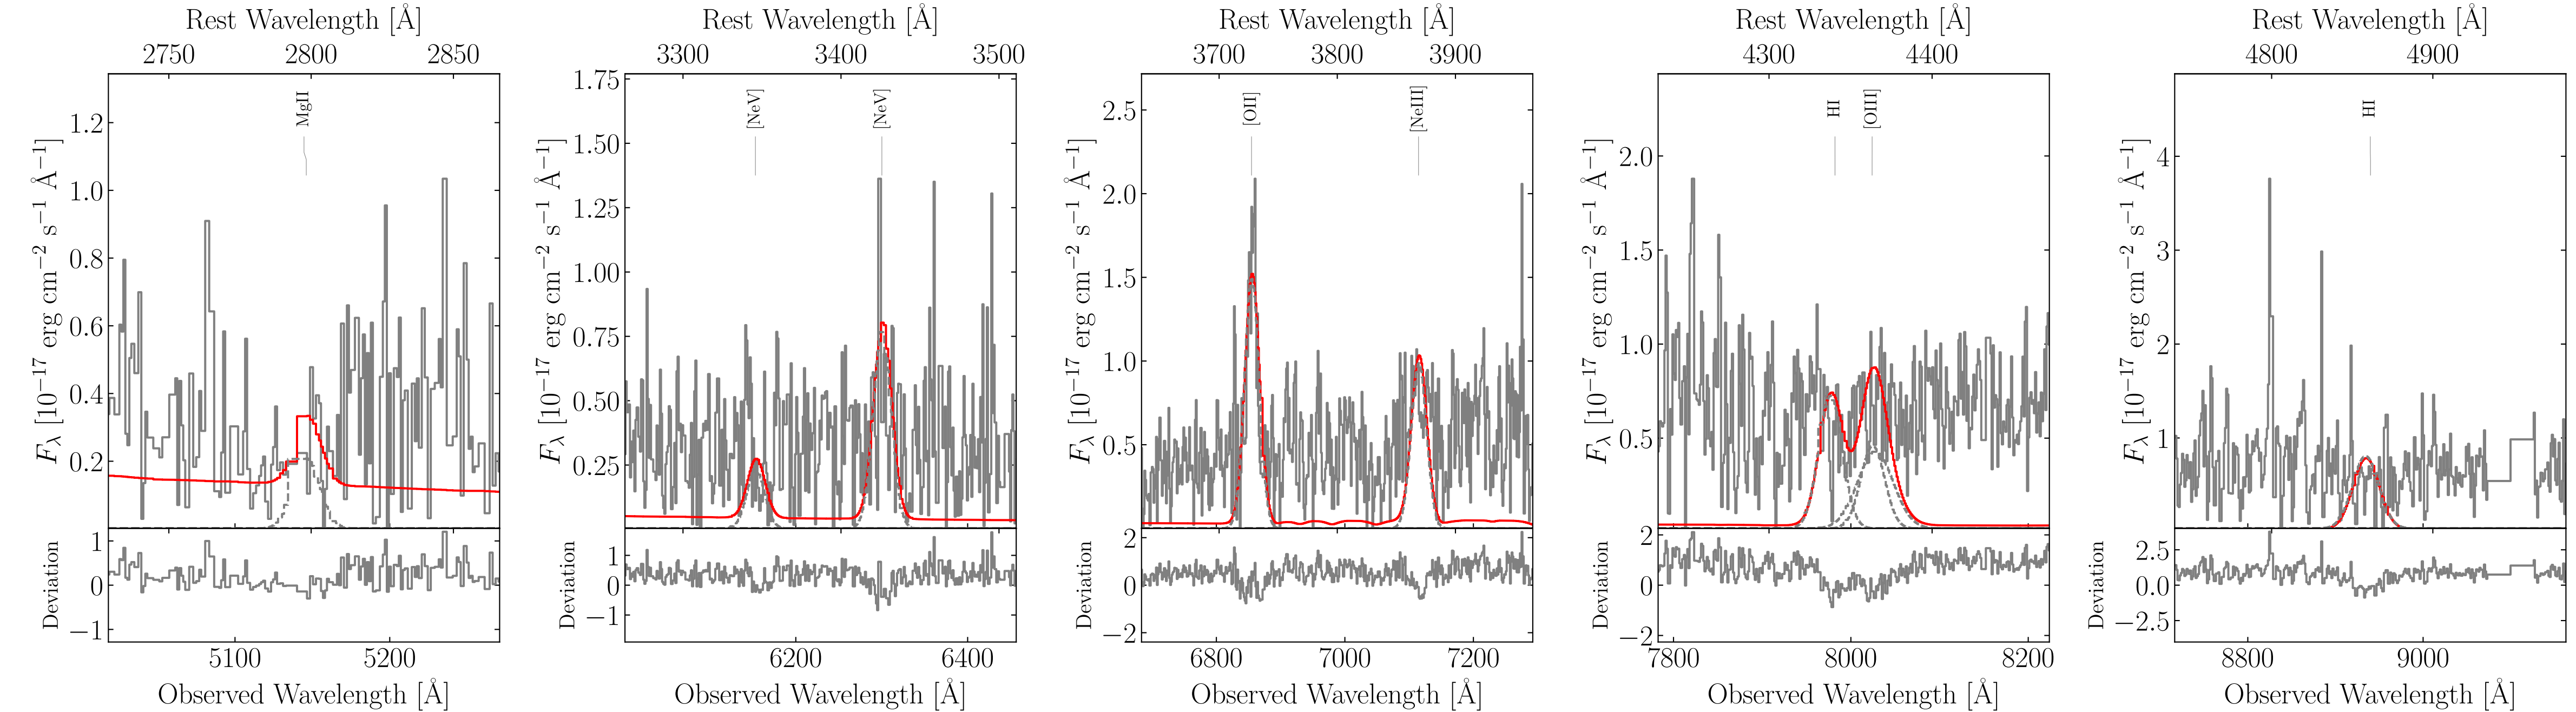 Rest Wavelength [Å]
2750 2800 2850
MgII
F_λ [10^−17 erg cm^−2 s^−1 Å^−1]
1.2
1.0
0.8
0.6
0.4
0.2
Deviation
1
0
−1
5100 5200
Observed Wavelength [Å]
Rest Wavelength [Å]
3300 3400 3500
[NeV] [NeV]
F_λ [10^−17 erg cm^−2 s^−1 Å^−1]
1.75
1.50
1.25
1.00
0.75
0.50
0.25
Deviation
1
0
−1
6200 6400
Observed Wavelength [Å]
Rest Wavelength [Å]
3700 3800 3900
[OII] [NeIII]
F_λ [10^−17 erg cm^−2 s^−1 Å^−1]
2.5
2.0
1.5
1.0
0.5
Deviation
2
0
−2
6800 7000 7200
Observed Wavelength [Å]
Rest Wavelength [Å]
4300 4400
HI [OIII]
F_λ [10^−17 erg cm^−2 s^−1 Å^−1]
2.0
1.5
1.0
0.5
Deviation
2
0
−2
7800 8000 8200
Observed Wavelength [Å]
Rest Wavelength [Å]
4800 4900
HI
F_λ [10^−17 erg cm^−2 s^−1 Å^−1]
4
3
2
1
Deviation
2.5
0.0
−2.5
8800 9000
Observed Wavelength [Å]